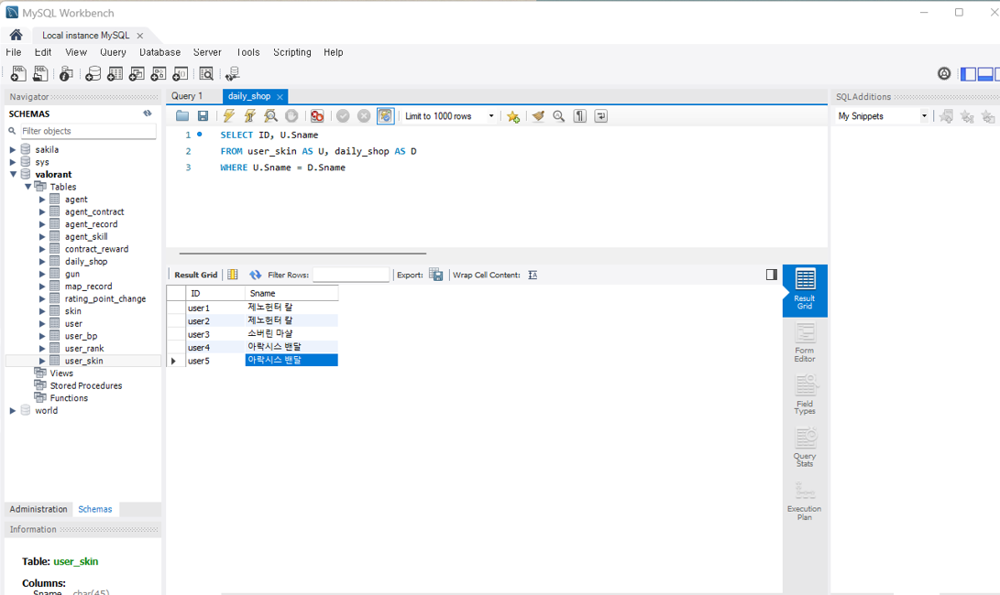 MySQL Workbench
Local instance MySQL
File Edit View Query Database Server Tools Scripting Help
Navigator
SCHEMAS
Filter objects
sakila
sys
valorant
Tables
agent
agent_contract
agent_record
agent_skill
contract_reward
daily_shop
gun
map_record
rating_point_change
skin
user
user_bp
user_rank
user_skin
Views
Stored Procedures
Functions
world
Administration Schemas
Information
Table: user_skin
Columns:
Sname char(45)
Query 1 daily_shop
Limit to 1000 rows
1 SELECT ID, U.Sname
2 FROM user_skin AS U, daily_shop AS D
3 WHERE U.Sname = D.Sname
Result Grid Filter Rows: Export: Wrap Cell Content:
ID Sname
user1 제노헌터 칼
user2 제노헌터 칼
user3 소버린 마샬
user4 아락시스 밴달
user5 아락시스 밴달
Result
Grid
Form
Editor
Field
Types
Query
Stats
Execution
Plan
SQLAdditions
My Snippets